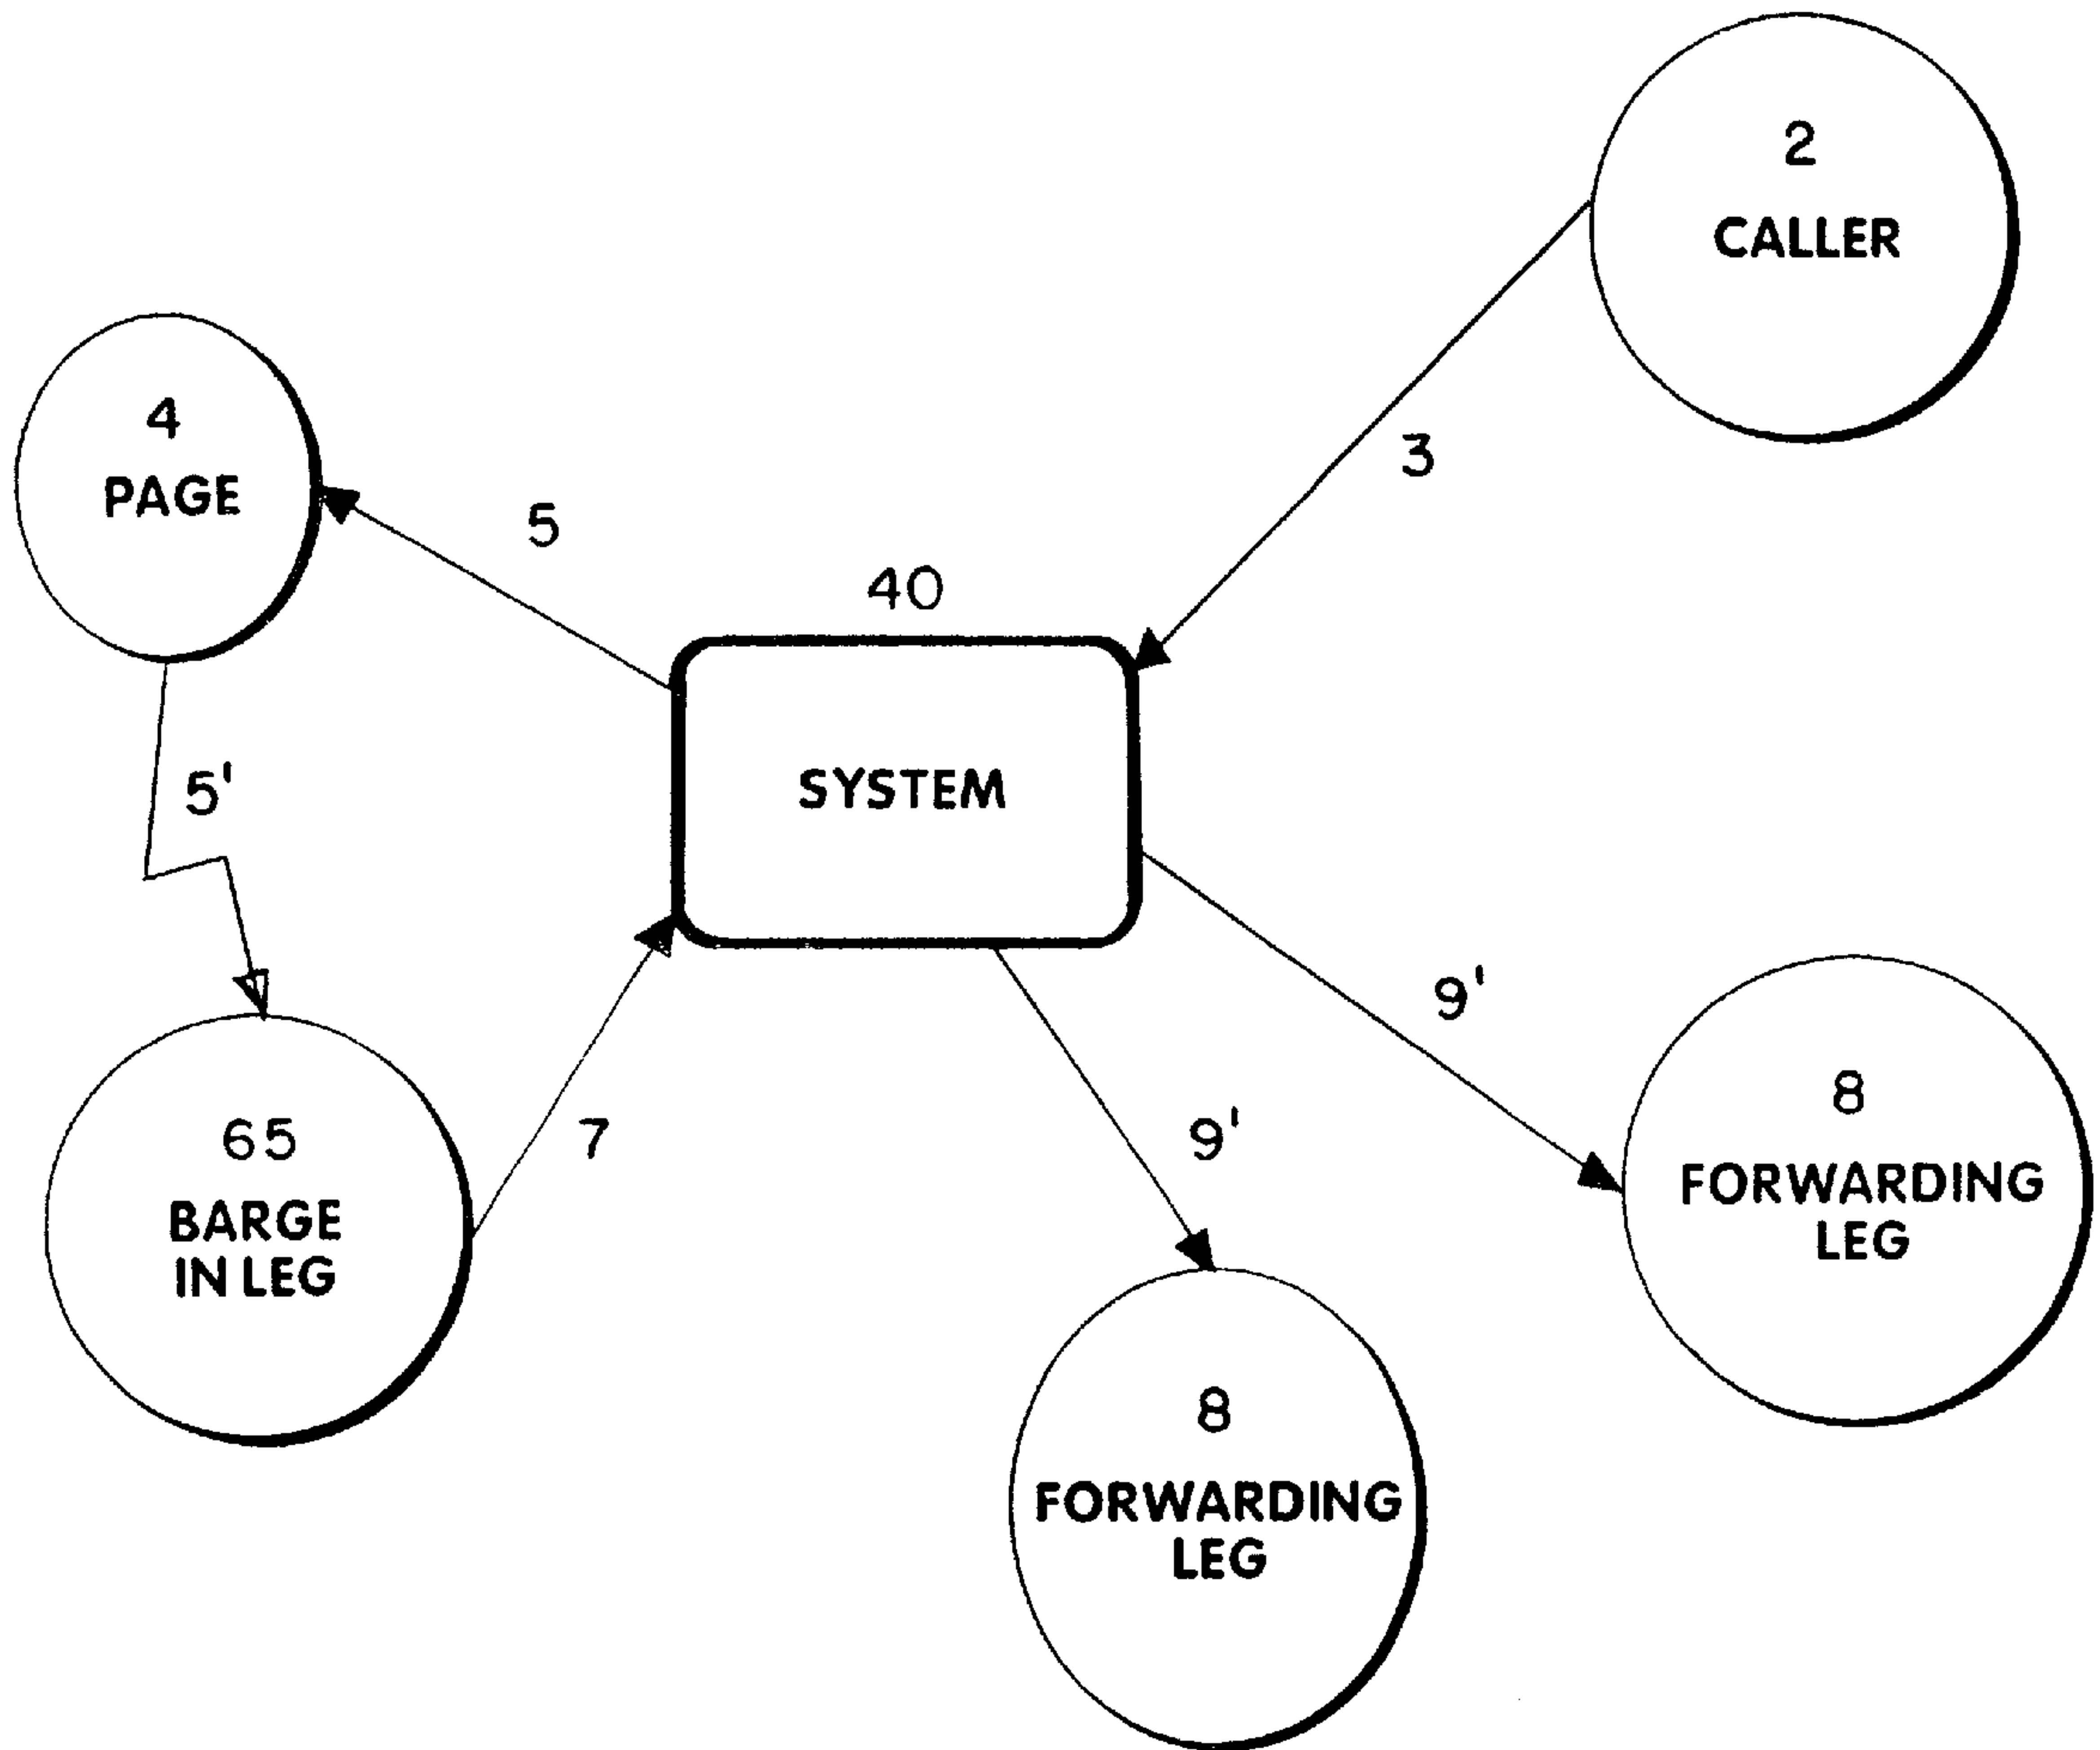 2
CALLER
3
4
PAGE
5
40
SYSTEM
5'
9'
65
BARGE
IN LEG
7
9'
8
FORWARDING
LEG
8
FORWARDING
LEG